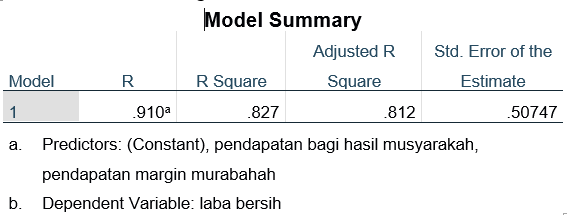 Model Summary
Adjusted R Std. Error of the
Model R R Square Square Estimate
1 .910ᵃ .827 .812 .50747
a. Predictors: (Constant), pendapatan bagi hasil musyarakah,
pendapatan margin murabahah
b. Dependent Variable: laba bersih